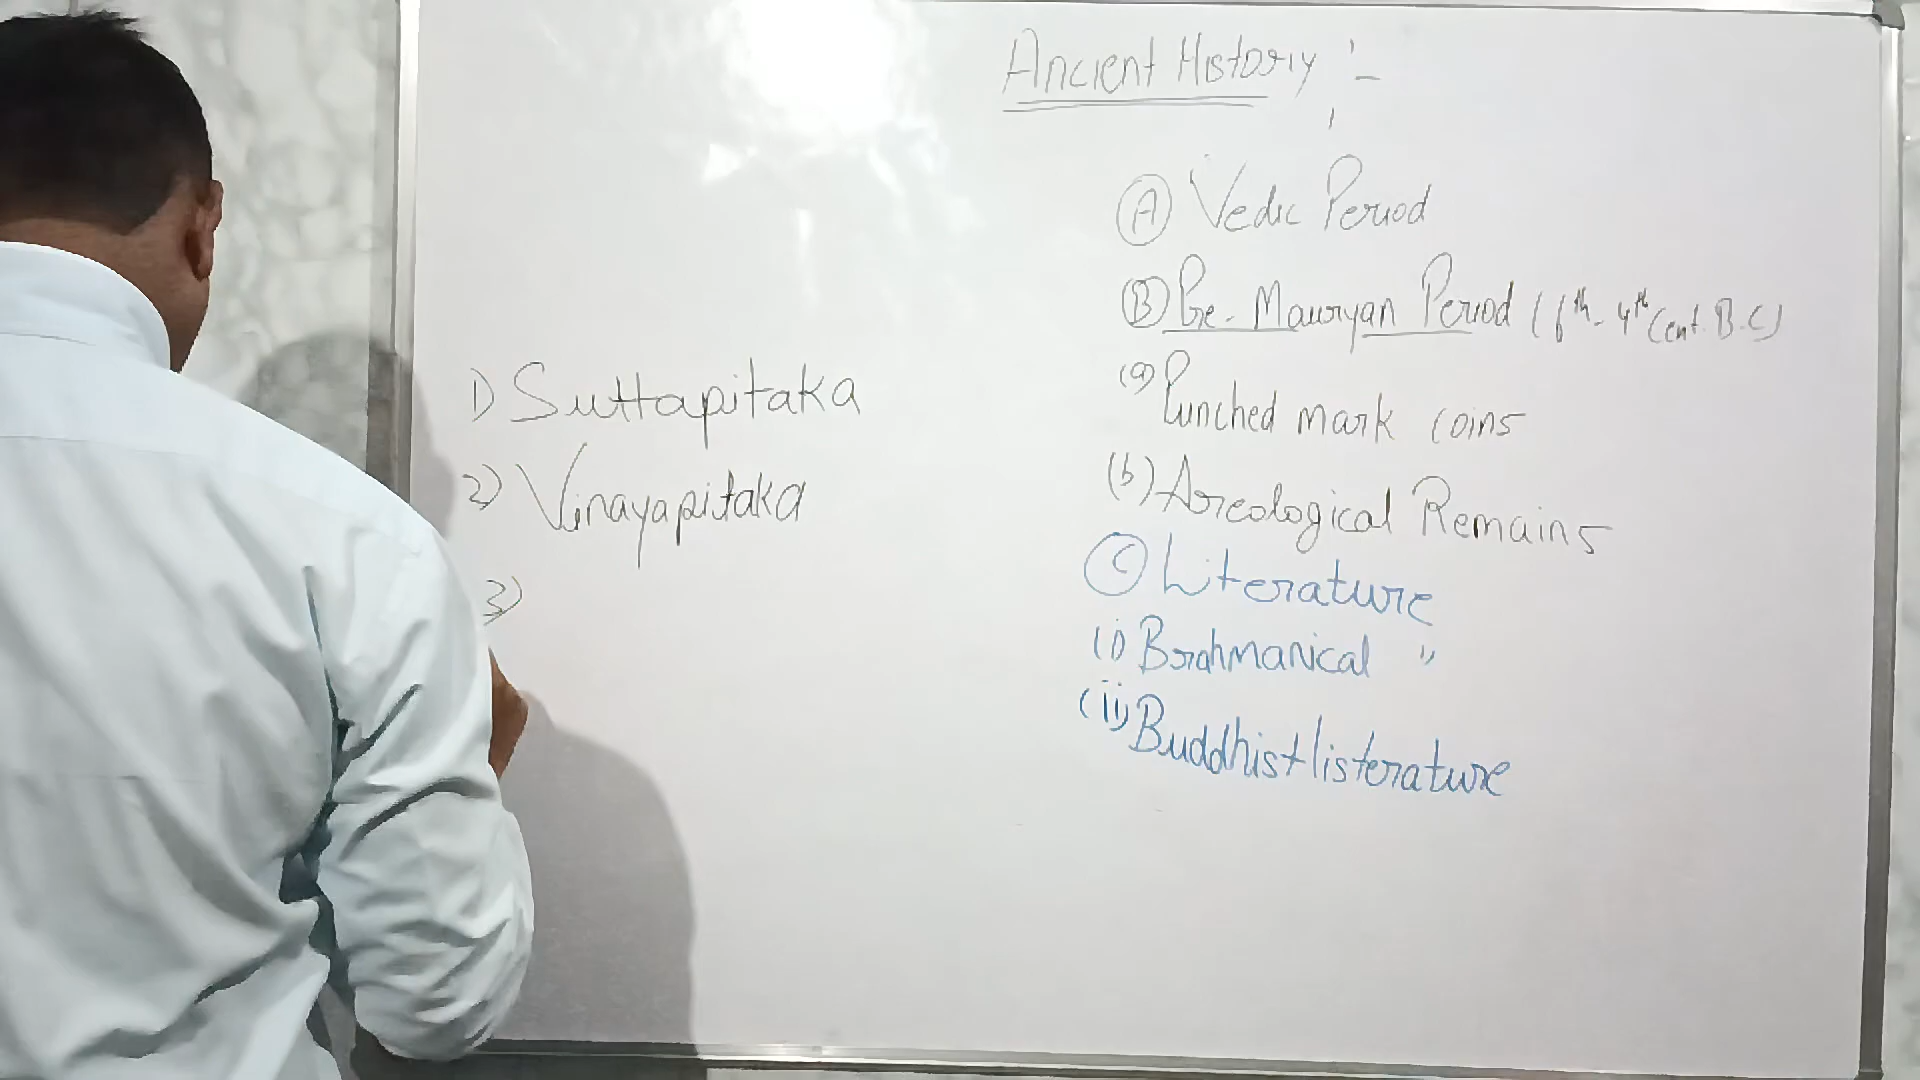 Ancient History :-
(A) Vedic Period
(B) Pre-Mauryan Period (6th-4th Cent. B.C)
(a) Punched mark coins
(b) Areological Remains
(C) Literature
(i) Brahmanical "
(ii) Buddhist listerature
1) Suttapitaka
2) Vinayapitaka
3)